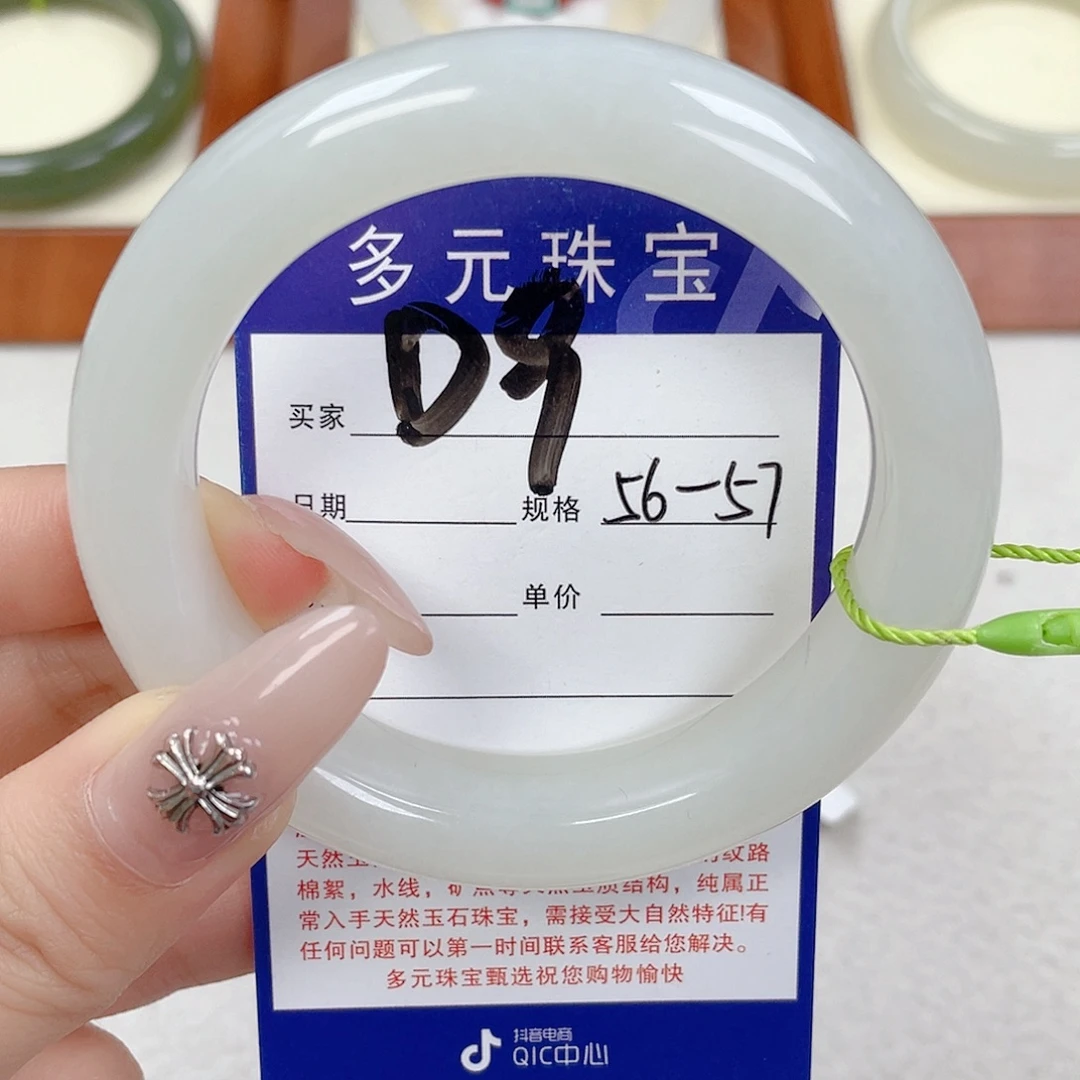 多元珠宝
D9
买家
日期 规格 56-57
单价
天然玉 纹路
棉絮，水线，矿点等天然玉质结构，纯属正
常入手天然玉石珠宝，需接受大自然特征!有
任何问题可以第一时间联系客服给您解决。
多元珠宝甄选祝您购物愉快
抖音电商
QIC中心